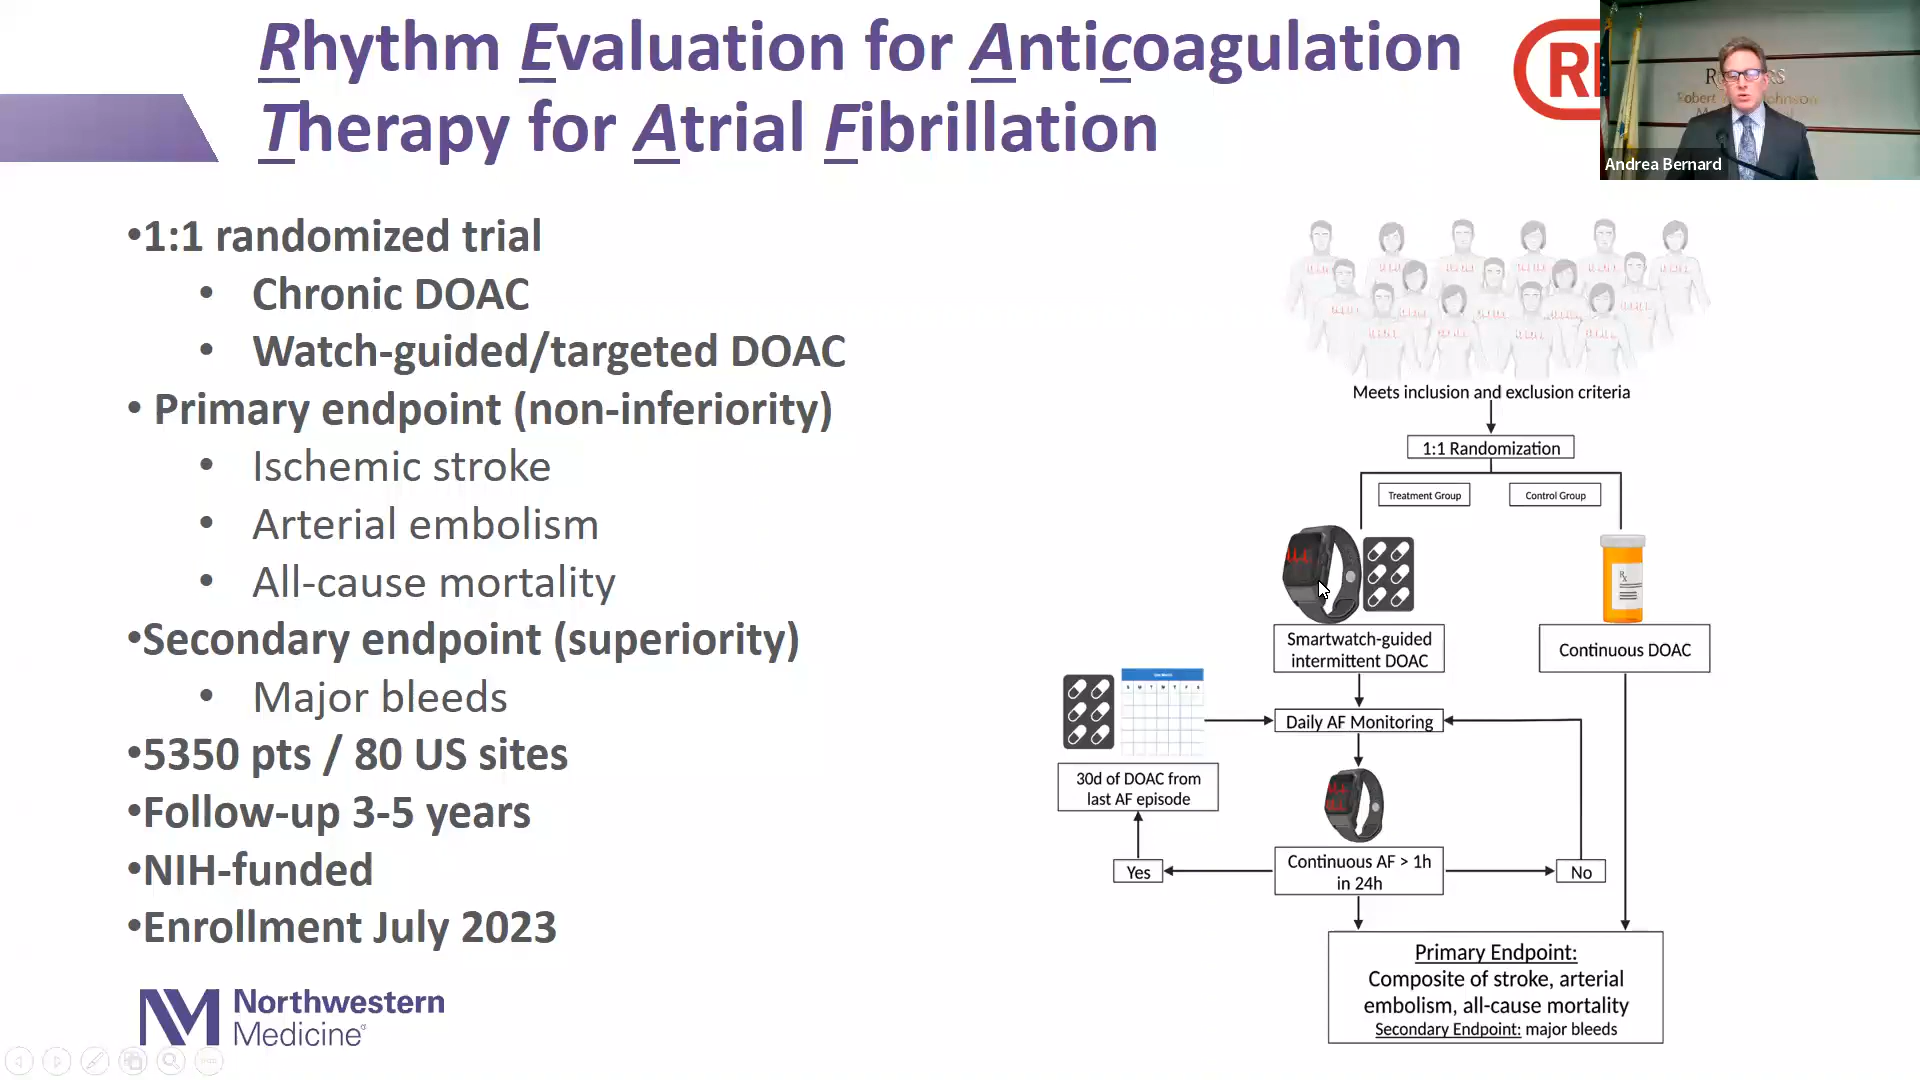 Rhythm Evaluation for Anticoagulation
Therapy for Atrial Fibrillation
Andrea Bernard
•1:1 randomized trial
• Chronic DOAC
• Watch-guided/targeted DOAC
• Primary endpoint (non-inferiority)
• Ischemic stroke
• Arterial embolism
• All-cause mortality
•Secondary endpoint (superiority)
• Major bleeds
•5350 pts / 80 US sites
•Follow-up 3-5 years
•NIH-funded
•Enrollment July 2023
Northwestern
Medicine
Meets inclusion and exclusion criteria
1:1 Randomization
Treatment Group
Control Group
Smartwatch-guided
intermittent DOAC
Continuous DOAC
Daily AF Monitoring
30d of DOAC from
last AF episode
Continuous AF > 1h
in 24h
Yes
No
Primary Endpoint:
Composite of stroke, arterial
embolism, all-cause mortality
Secondary Endpoint: major bleeds